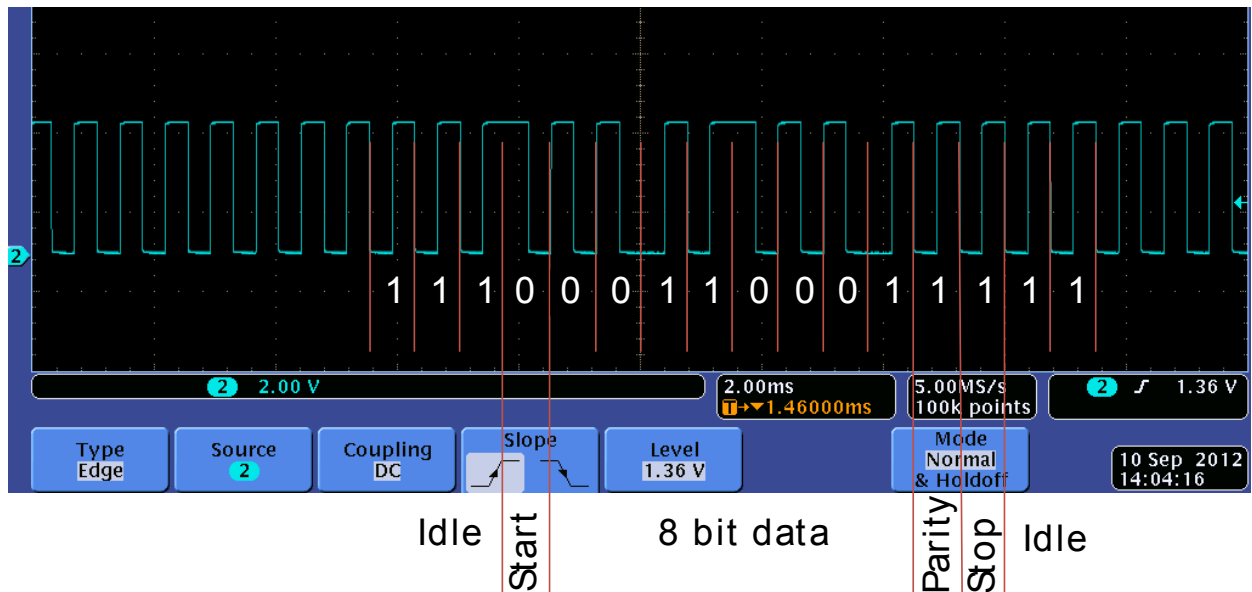 2
1 1 1 0 0 0 1 1 0 0 0 1 1 1 1 1
2 2.00 V
2.00ms
T→▼1.46000ms
5.00MS/s
100k points
2 1.36 V
Type
Edge
Source
2
Coupling
DC
Slope
Level
1.36 V
Mode
Normal
& Holdoff
10 Sep 2012
14:04:16
Idle
Start
8 bit data
Parity
Stop
Idle